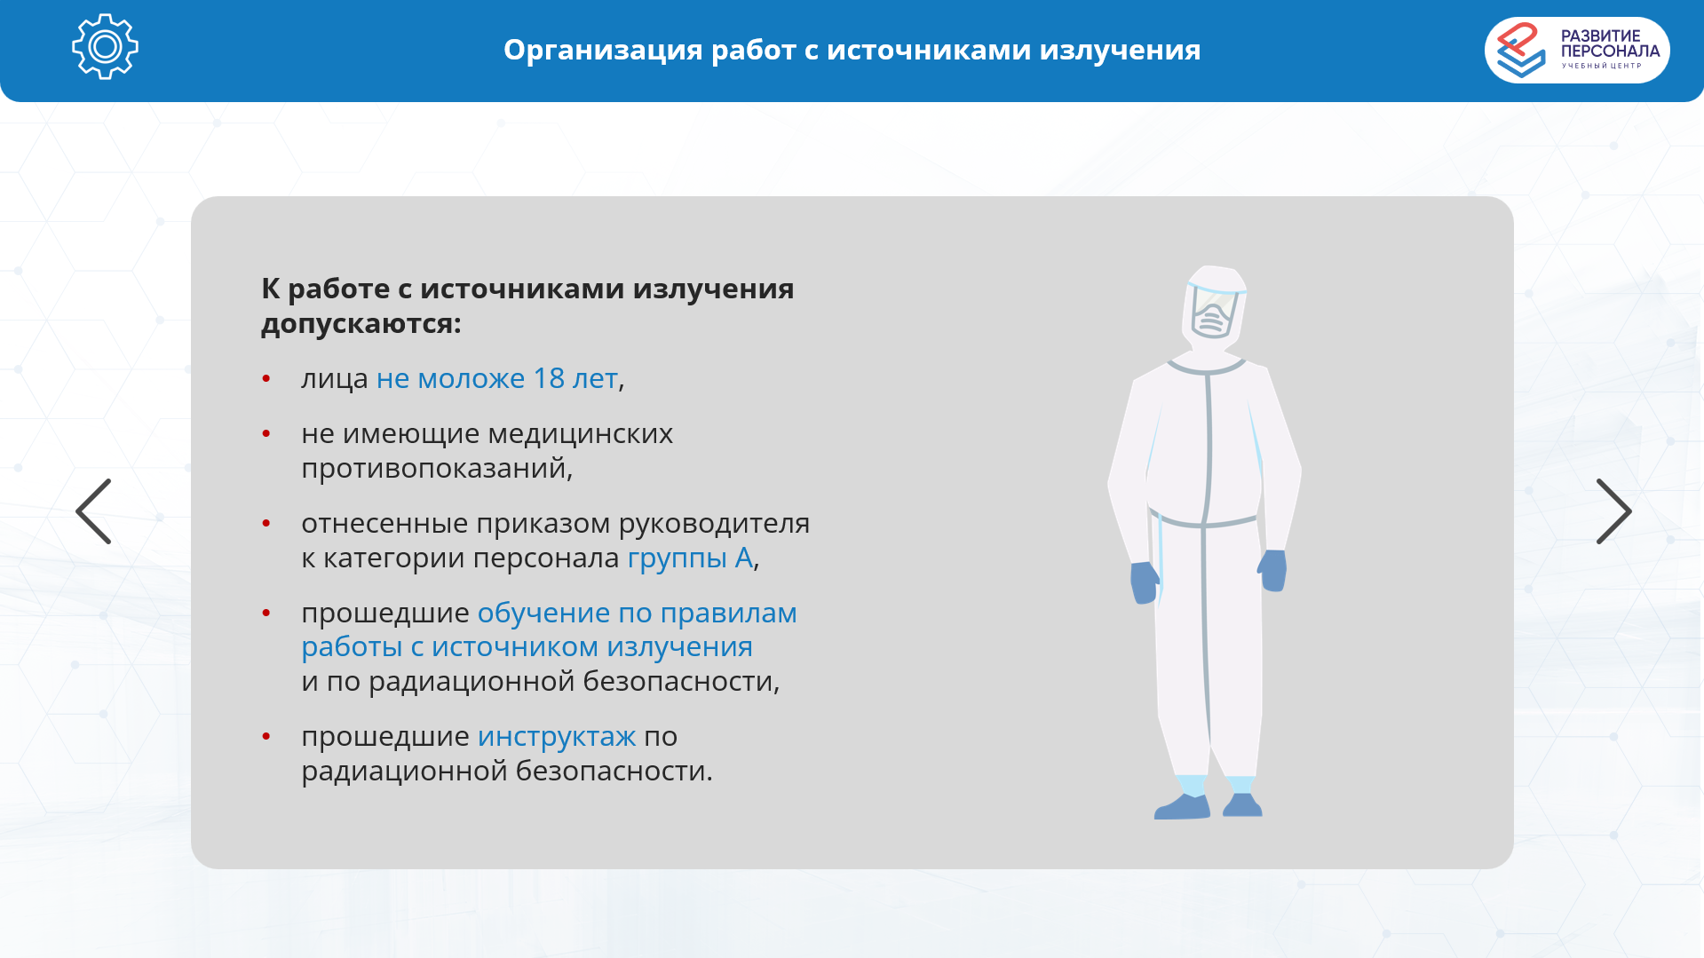 Организация работ с источниками излучения
РАЗВИТИЕ
ПЕРСОНАЛА
УЧЕБНЫЙ ЦЕНТР
К работе с источниками излучения
допускаются:
• лица не моложе 18 лет,
• не имеющие медицинских
противопоказаний,
• отнесенные приказом руководителя
к категории персонала группы А,
• прошедшие обучение по правилам
работы с источником излучения
и по радиационной безопасности,
• прошедшие инструктаж по
радиационной безопасности.